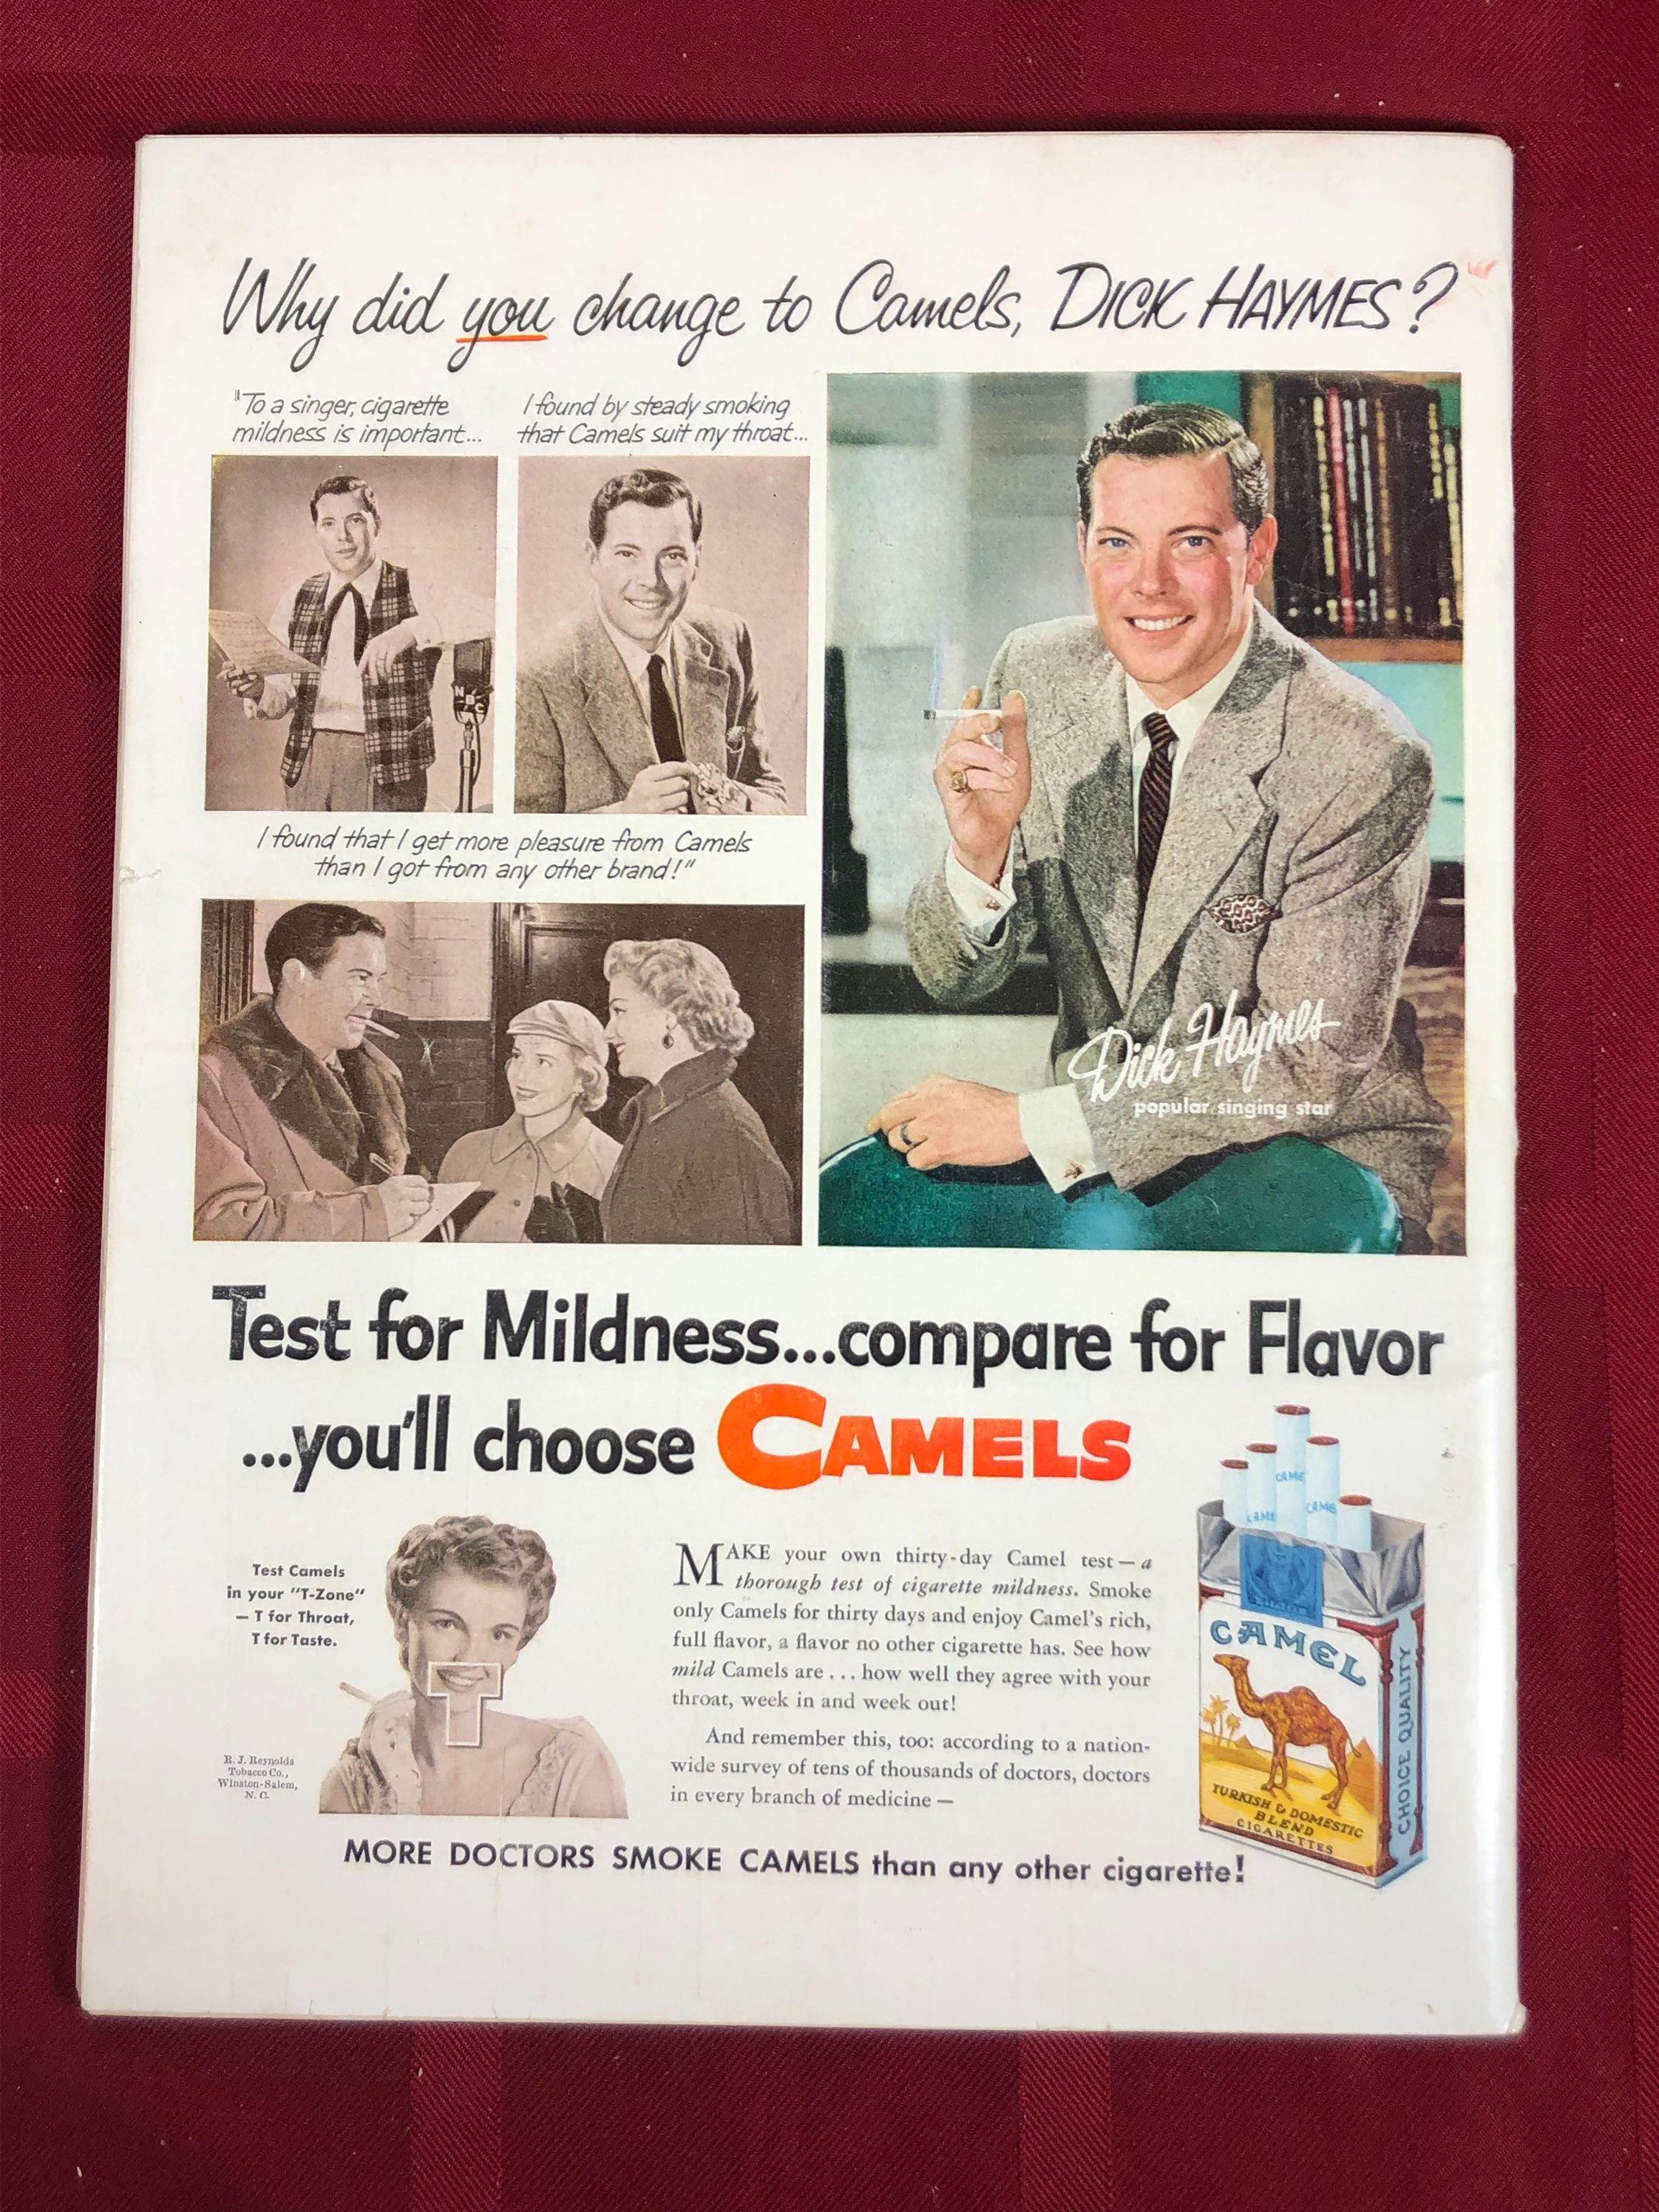 Why did you change to Camels, DICK HAYMES?
"To a singer, cigarette
mildness is important...
I found by steady smoking
that Camels suit my throat...
NBC
I found that I get more pleasure from Camels
than I got from any other brand!"
Dick Haymes
popular singing star
Test for Mildness...compare for Flavor
...you'll choose CAMELS
Test Camels
in your "T-Zone"
— T for Throat,
T for Taste.
T
R. J. Reynolds
Tobacco Co.,
Winston-Salem,
N. C.
MAKE your own thirty-day Camel test — a
thorough test of cigarette mildness. Smoke
only Camels for thirty days and enjoy Camel's rich,
full flavor, a flavor no other cigarette has. See how
mild Camels are . . . how well they agree with your
throat, week in and week out!
And remember this, too: according to a nation-
wide survey of tens of thousands of doctors, doctors
in every branch of medicine —
MORE DOCTORS SMOKE CAMELS than any other cigarette!
CAME
CAME
CAME
CAMEL
TURKISH & DOMESTIC
BLEND
CIGARETTES
CHOICE QUALITY